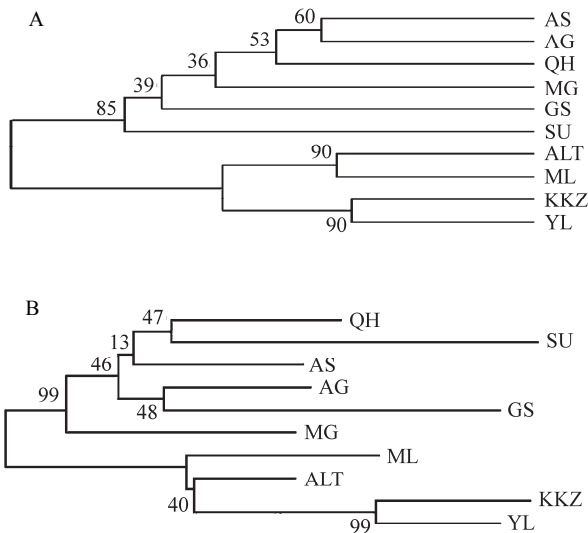 A
60
AS
ΛG
53
QH
36
MG
39
GS
85
SU
90
ALT
ML
KKZ
90
YL
B
47
QH
13
SU
46
AS
AG
99
48
GS
MG
ML
ALT
40
KKZ
99
YL